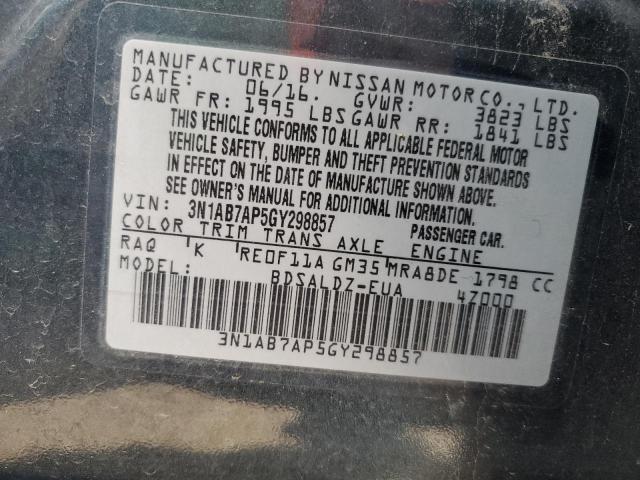 MANUFACTURED BY NISSAN MOTOR CO., LTD.
DATE: 06/16. GVWR: 3823 LBS
GAWR FR: 1995 LBS GAWR RR: 1841 LBS
THIS VEHICLE CONFORMS TO ALL APPLICABLE FEDERAL MOTOR
VEHICLE SAFETY, BUMPER AND THEFT PREVENTION STANDARDS
IN EFFECT ON THE DATE OF MANUFACTURE SHOWN ABOVE.
SEE OWNER'S MANUAL FOR ADDITIONAL INFORMATION.
VIN: 3N1AB7AP5GY298857 PASSENGER CAR.
COLOR TRIM TRANS AXLE ENGINE
RAQ K RE0F11A GM35 MRA8DE 1798 CC
BDSALDZ-EUA 4Z000
3N1AB7AP5GY298857